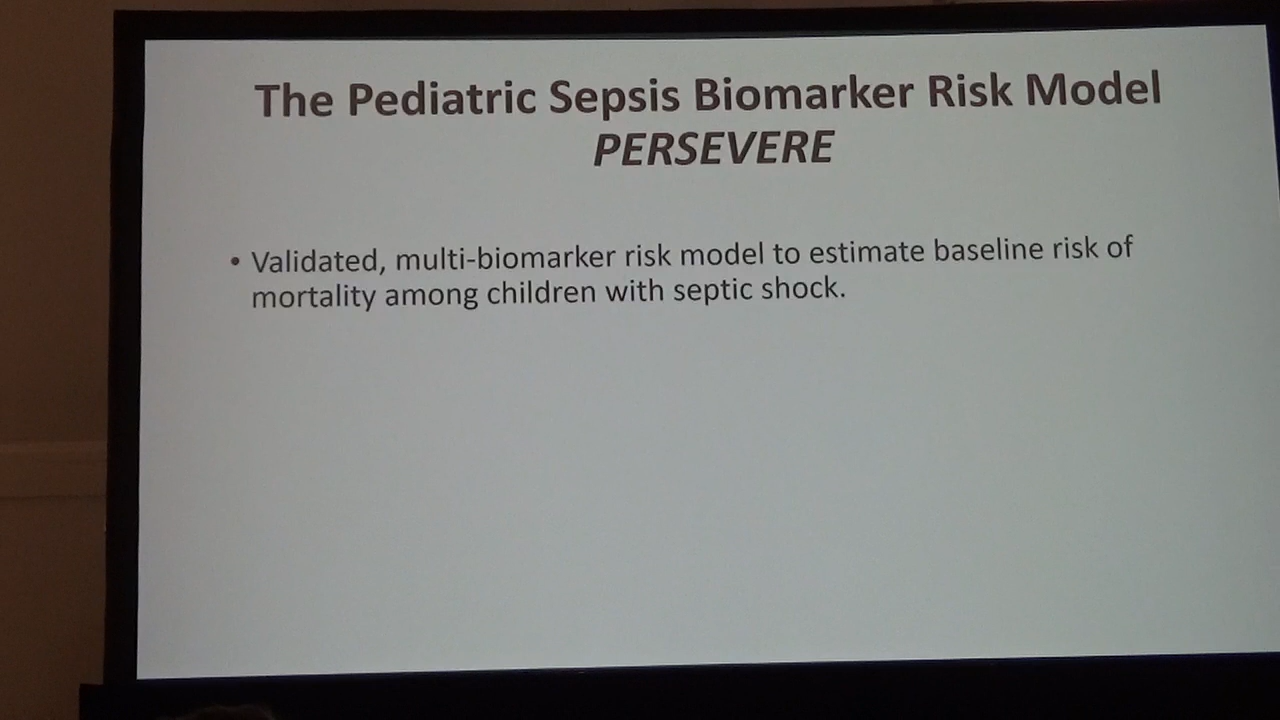 The Pediatric Sepsis Biomarker Risk Model
PERSEVERE
• Validated, multi-biomarker risk model to estimate baseline risk of
mortality among children with septic shock.